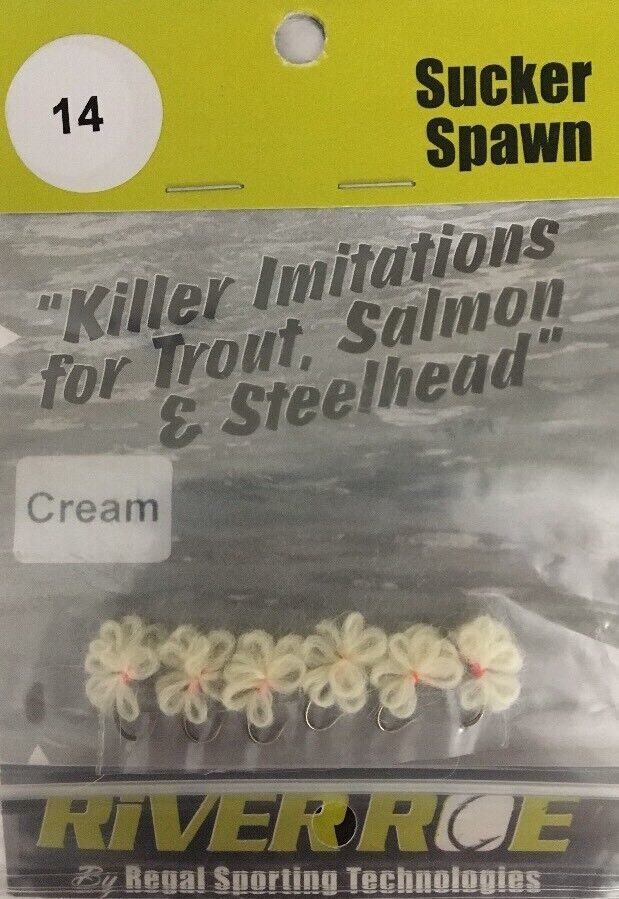 14
Sucker
Spawn
"Killer Imitations
for Trout, Salmon
& Steelhead"
Cream
RiVER ROE
By Regal Sporting Technologies